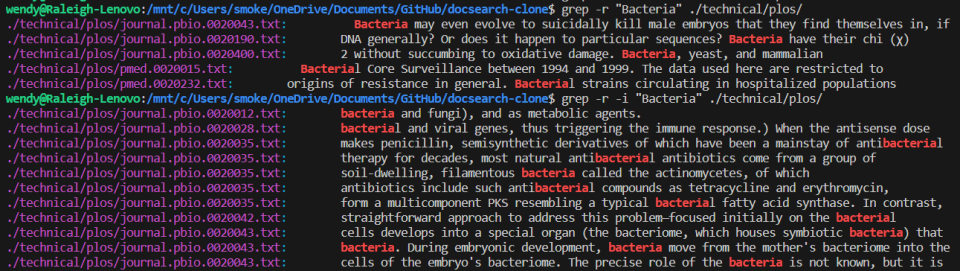 wendy@Raleigh-Lenovo:/mnt/c/Users/smoke/OneDrive/Documents/GitHub/docsearch-clone$ grep -r "Bacteria" ./technical/plos/
./technical/plos/journal.pbio.0020043.txt: Bacteria may even evolve to suicidally kill male embryos that they find themselves in, if
./technical/plos/journal.pbio.0020190.txt: DNA generally? Or does it happen to particular sequences? Bacteria have their chi (χ)
./technical/plos/journal.pbio.0020400.txt: 2 without succumbing to oxidative damage. Bacteria, yeast, and mammalian
./technical/plos/pmed.0020015.txt: Bacterial Core Surveillance between 1994 and 1999. The data used here are restricted to
./technical/plos/pmed.0020232.txt: origins of resistance in general. Bacterial strains circulating in hospitalized populations
wendy@Raleigh-Lenovo:/mnt/c/Users/smoke/OneDrive/Documents/GitHub/docsearch-clone$ grep -r -i "Bacteria" ./technical/plos/
./technical/plos/journal.pbio.0020012.txt: bacteria and fungi), and as metabolic agents.
./technical/plos/journal.pbio.0020028.txt: bacterial and viral genes, thus triggering the immune response.) When the antisense dose
./technical/plos/journal.pbio.0020035.txt: makes penicillin, semisynthetic derivatives of which have been a mainstay of antibacterial
./technical/plos/journal.pbio.0020035.txt: therapy for decades, most natural antibacterial antibiotics come from a group of
./technical/plos/journal.pbio.0020035.txt: soil-dwelling, filamentous bacteria called the actinomycetes, of which
./technical/plos/journal.pbio.0020035.txt: antibiotics include such antibacterial compounds as tetracycline and erythromycin,
./technical/plos/journal.pbio.0020035.txt: form a multicomponent PKS resembling a typical bacterial fatty acid synthase. In contrast,
./technical/plos/journal.pbio.0020042.txt: straightforward approach to address this problem—focused initially on the bacterial
./technical/plos/journal.pbio.0020043.txt: cells develops into a special organ (the bacteriome, which houses symbiotic bacteria) that
./technical/plos/journal.pbio.0020043.txt: bacteria. During embryonic development, bacteria move from the mother's bacteriome into the
./technical/plos/journal.pbio.0020043.txt: cells of the embryo's bacteriome. The precise role of the bacteria is not known, but it is